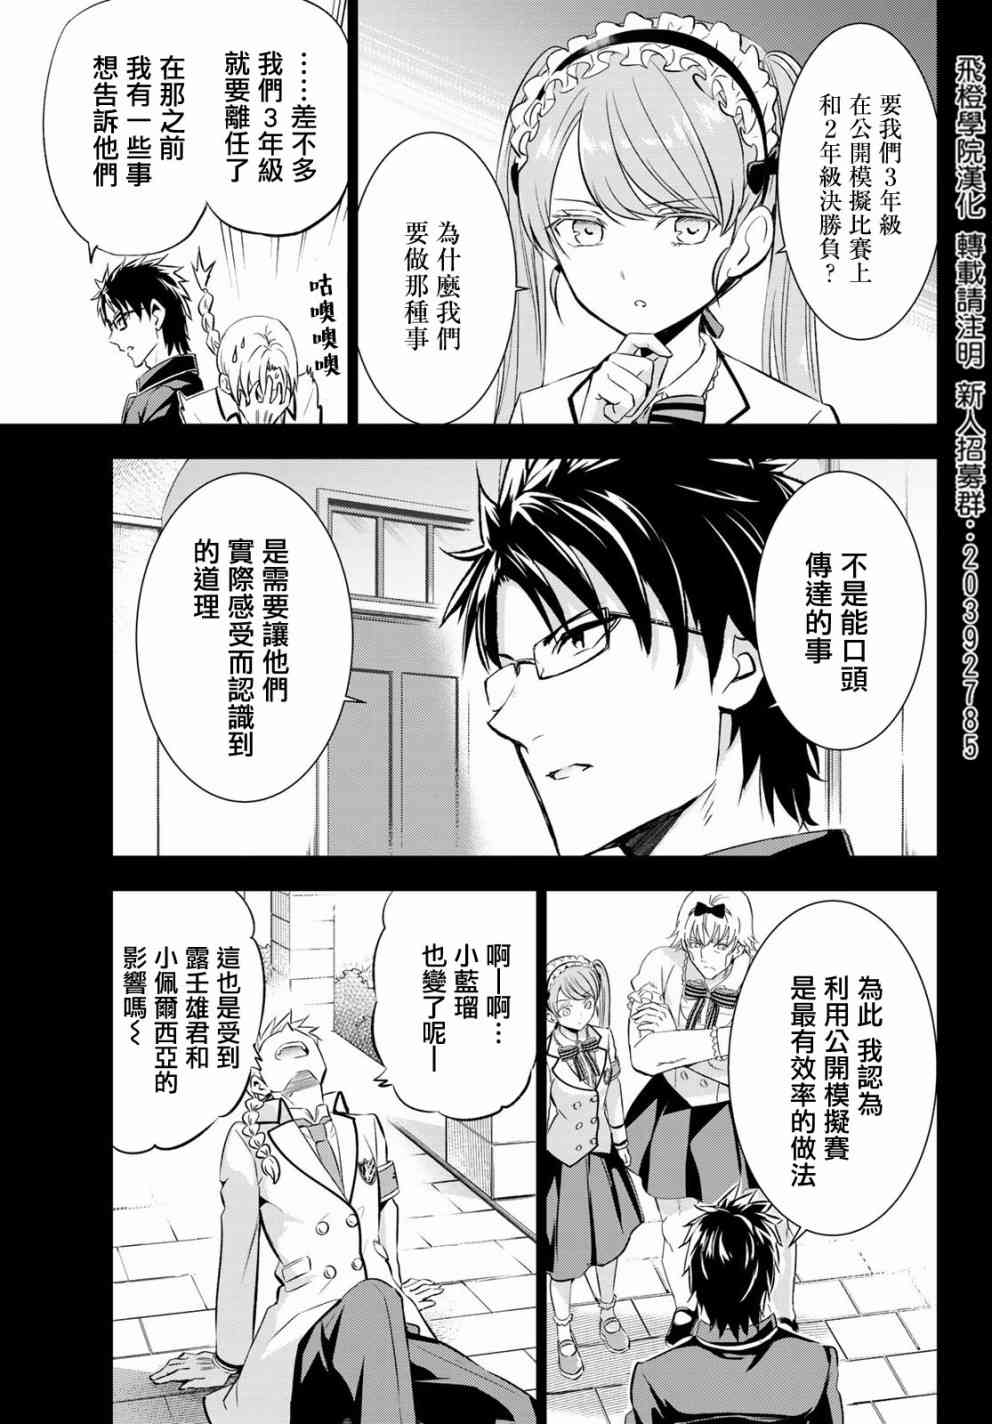 要我們3年級
在公開模擬比賽上
和2年級決勝負?
為什麼我們
要做那種事
……差不多
我們3年級
就要離任了
在那之前
我有一些事
想告訴他們
咕噢噢噢
不是能口頭
傳達的事
是需要讓他們
實際感受而認識到
的道理
為此 我認為
利用公開模擬賽
是最有效率的做法
啊ー啊…
小藍瑠
也變了呢ー
這也是受到
露壬雄君和
小佩爾西亞的
影響嗎～
飛橙學院漢化 轉載請注明 新人招募群：203992785